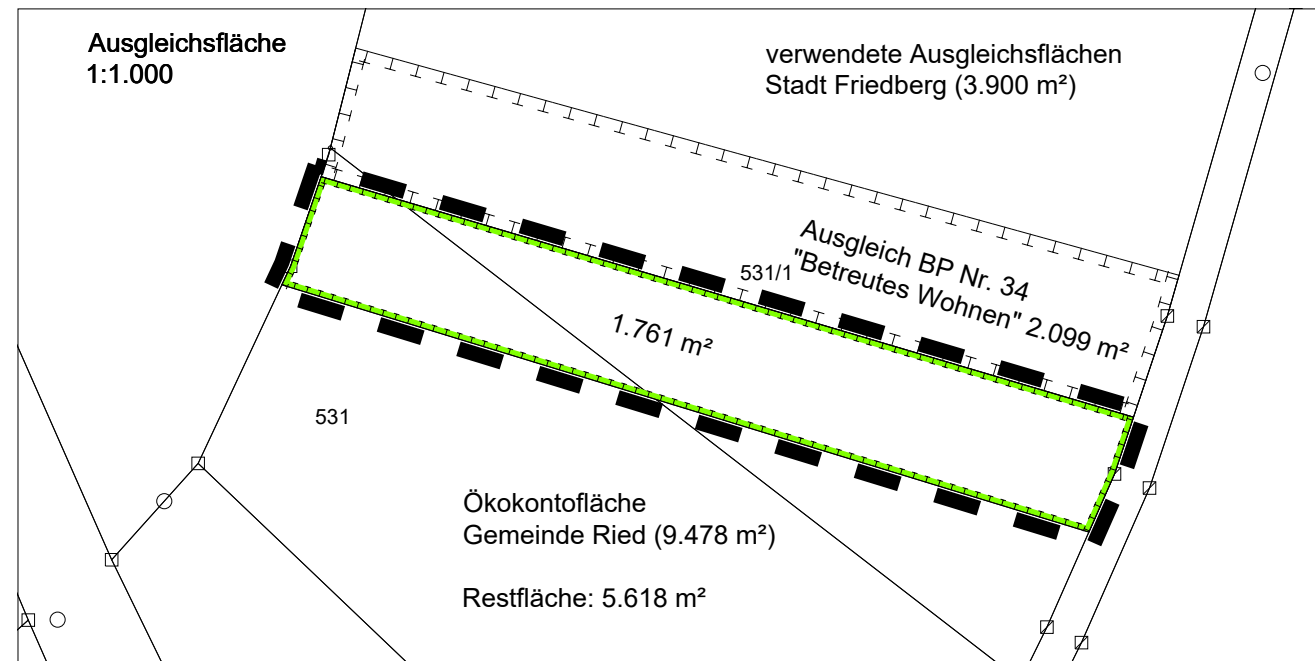 Ausgleichsfläche
1:1.000
verwendete Ausgleichsflächen
Stadt Friedberg (3.900 m²)
Ausgleich BP Nr. 34
"Betreutes Wohnen" 2.099 m²
531/1
1.761 m²
531
Ökokontofläche
Gemeinde Ried (9.478 m²)
Restfläche: 5.618 m²